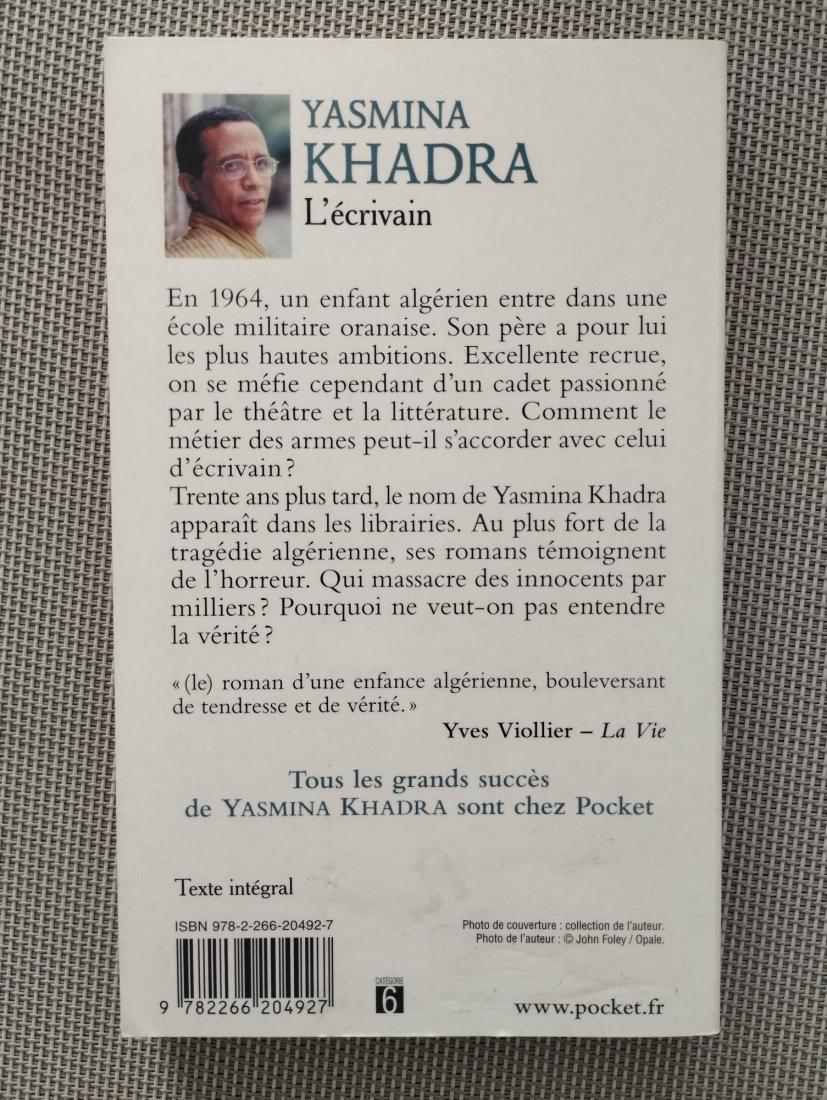 YASMINA
KHADRA
L'écrivain
En 1964, un enfant algérien entre dans une
école militaire oranaise. Son père a pour lui
les plus hautes ambitions. Excellente recrue,
on se méfie cependant d'un cadet passionné
par le théâtre et la littérature. Comment le
métier des armes peut-il s'accorder avec celui
d'écrivain ?
Trente ans plus tard, le nom de Yasmina Khadra
apparaît dans les librairies. Au plus fort de la
tragédie algérienne, ses romans témoignent
de l'horreur. Qui massacre des innocents par
milliers ? Pourquoi ne veut-on pas entendre
la vérité ?
« (le) roman d'une enfance algérienne, bouleversant
de tendresse et de vérité. »
Yves Viollier – La Vie
Tous les grands succès
de YASMINA KHADRA sont chez Pocket
Texte intégral
ISBN 978-2-266-20492-7
Photo de couverture : collection de l'auteur.
Photo de l'auteur : © John Foley / Opale.
9 782266 204927
CATÉGORIE
6
www.pocket.fr